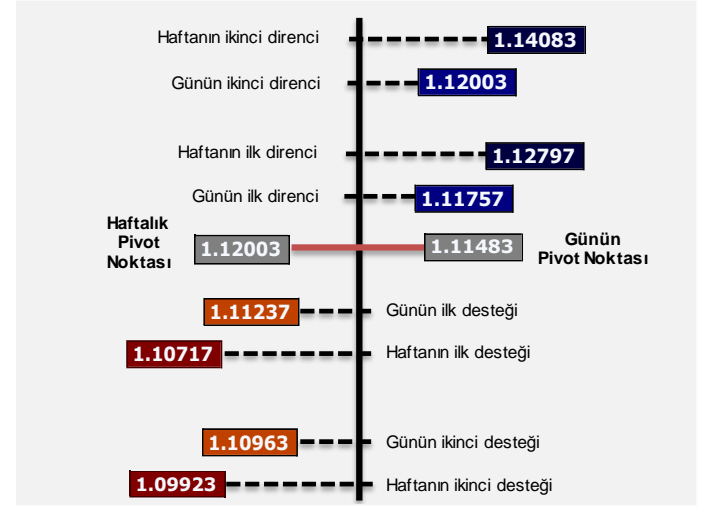 Haftanın ikinci direnci
1.14083
Günün ikinci direnci
1.12003
Haftanın ilk direnci
1.12797
Günün ilk direnci
1.11757
Haftalık
Pivot
Noktası
1.12003
1.11483
Günün
Pivot Noktası
1.11237
Günün ilk desteği
1.10717
Haftanın ilk desteği
1.10963
Günün ikinci desteği
1.09923
Haftanın ikinci desteği